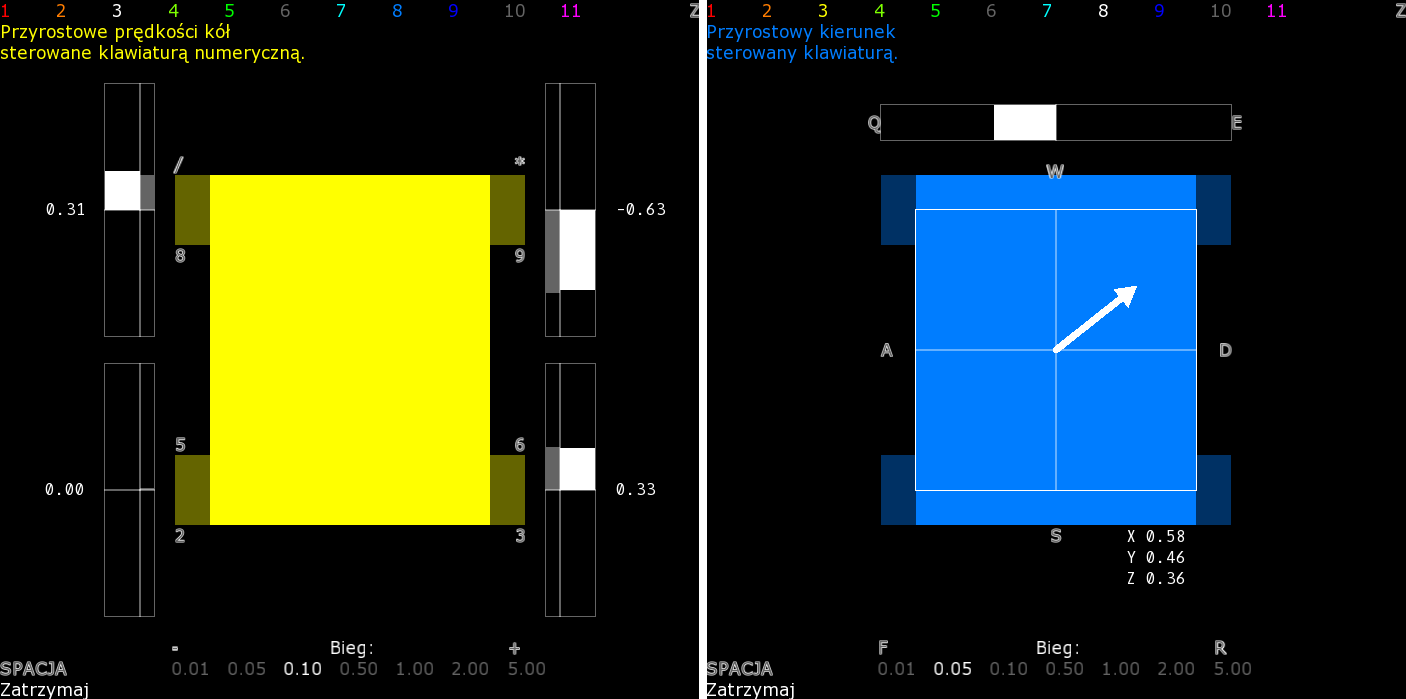 1 2 3 4 5 6 7 8 9 10 11 Z
Przyrostowe prędkości kół
sterowane klawiaturą numeryczną.
/ *
0.31 -0.63
8 9
5 6
0.00 0.33
2 3
- Bieg: +
SPACJA 0.01 0.05 0.10 0.50 1.00 2.00 5.00
Zatrzymaj
1 2 3 4 5 6 7 8 9 10 11 Z
Przyrostowy kierunek
sterowany klawiaturą.
Q E
W
A D
S
X 0.58
Y 0.46
Z 0.36
F Bieg: R
SPACJA 0.01 0.05 0.10 0.50 1.00 2.00 5.00
Zatrzymaj